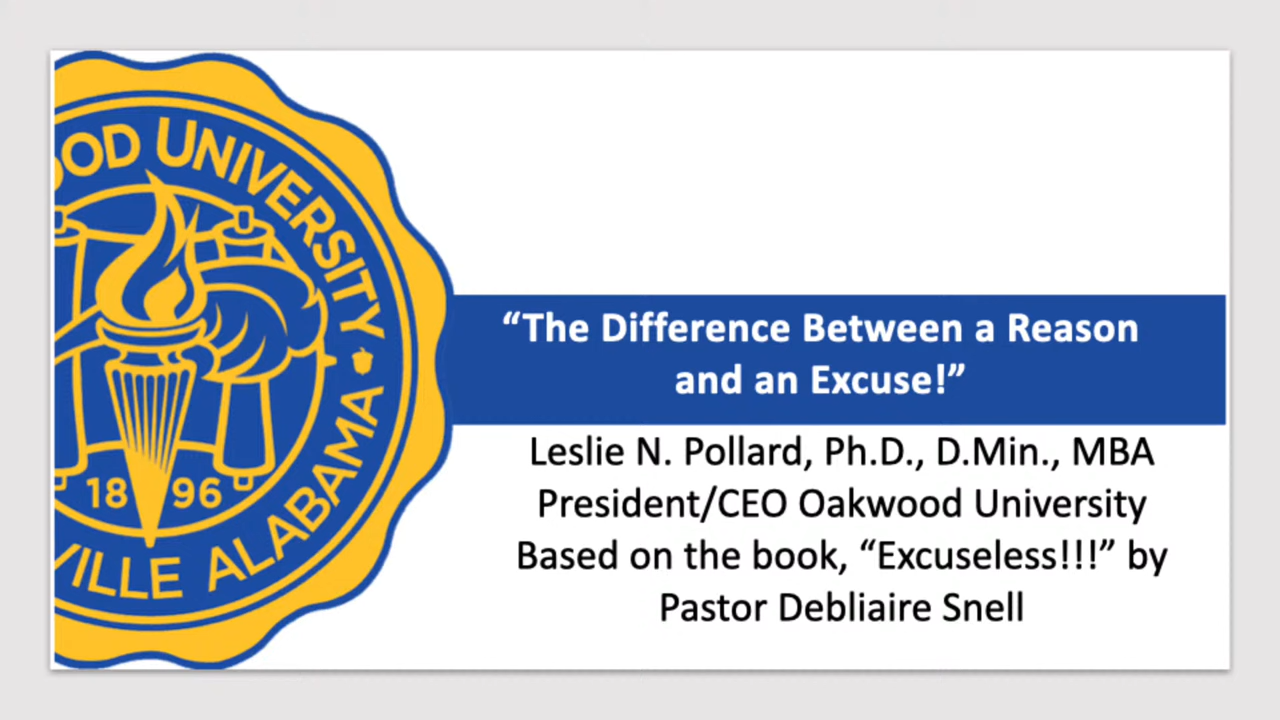 OOD UNIVERSITY
18 96
VILLE ALABAMA
“The Difference Between a Reason
and an Excuse!”
Leslie N. Pollard, Ph.D., D.Min., MBA
President/CEO Oakwood University
Based on the book, “Excuseless!!!” by
Pastor Debliaire Snell